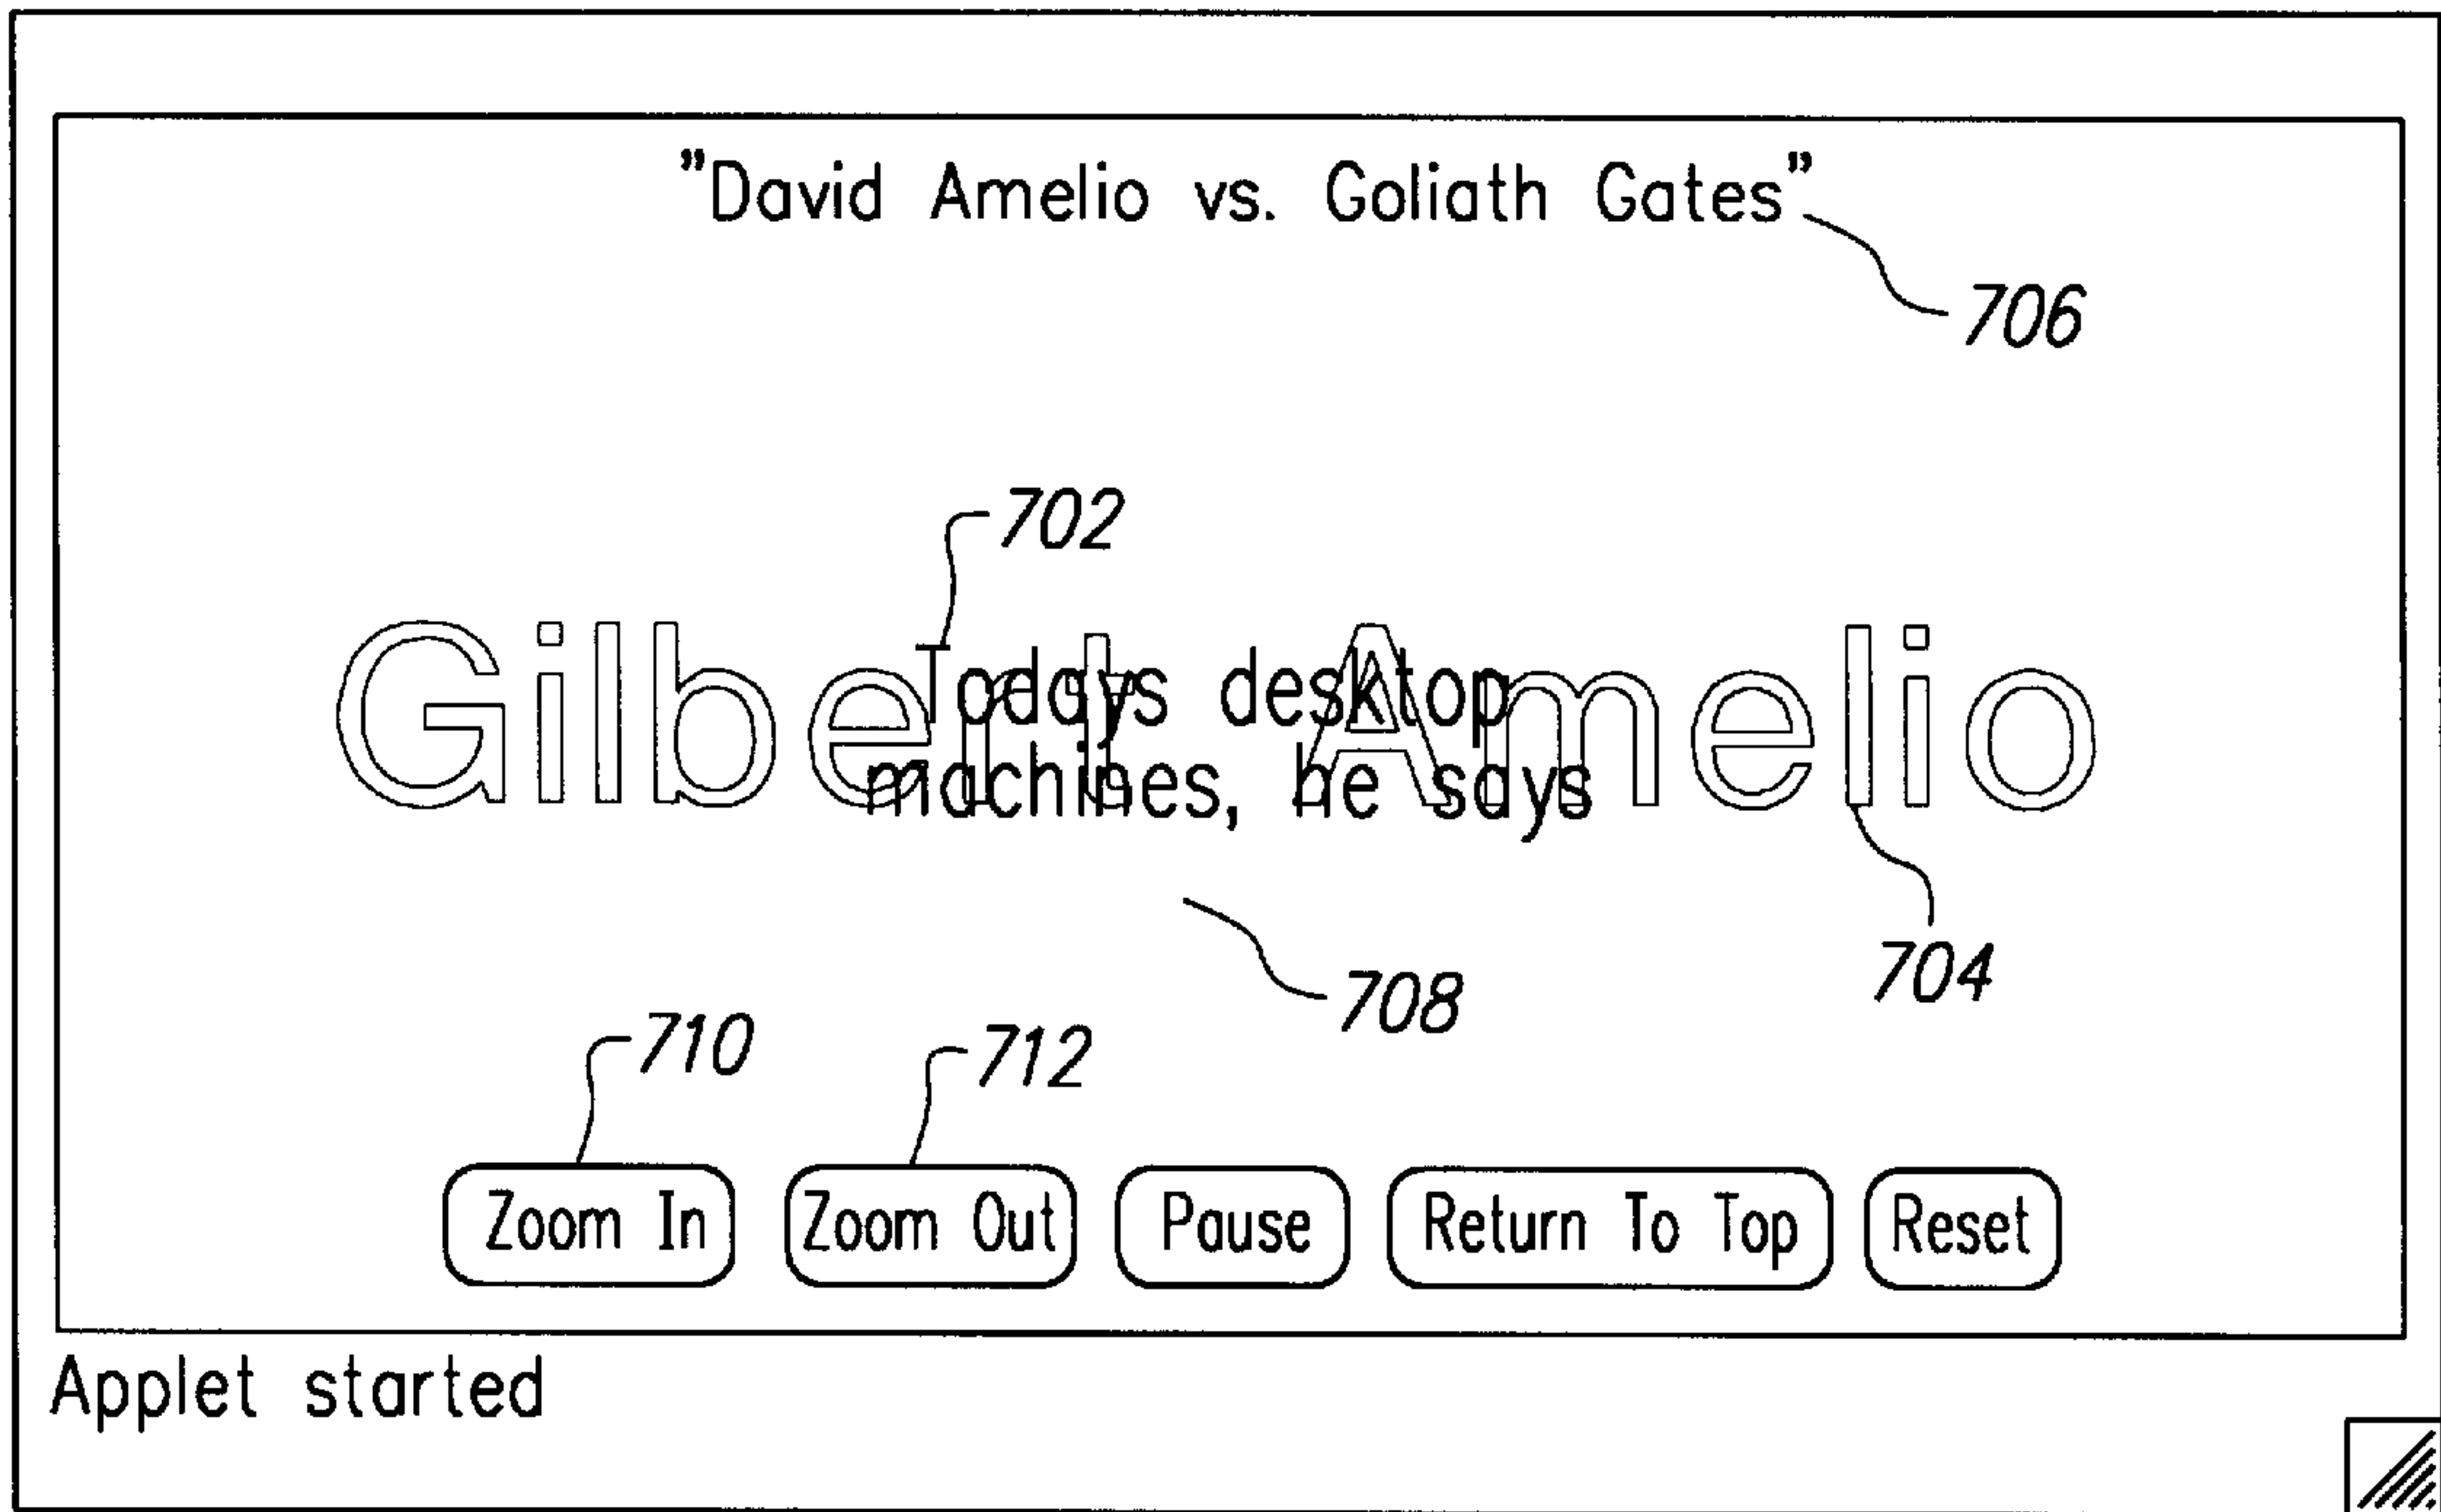 ”David Amelio vs. Goliath Gates”
706
702
Gilbert Amelio
Todays desktop
machines, he says
704
708
710
712
Zoom In
Zoom Out
Pause
Return To Top
Reset
Applet started